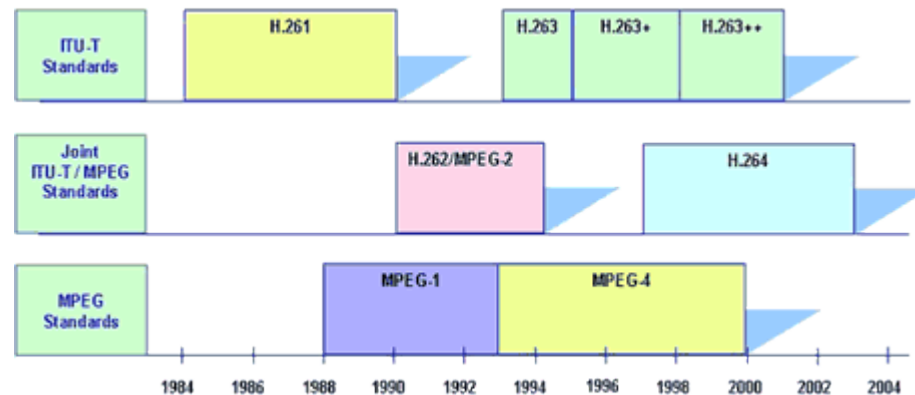 ITU-T
Standards
H.261
H.263
H.263+
H.263++
Joint
ITU-T / MPEG
Standards
H.262/MPEG-2
H.264
MPEG
Standards
MPEG-1
MPEG-4
1984 1986 1988 1990 1992 1994 1996 1998 2000 2002 2004